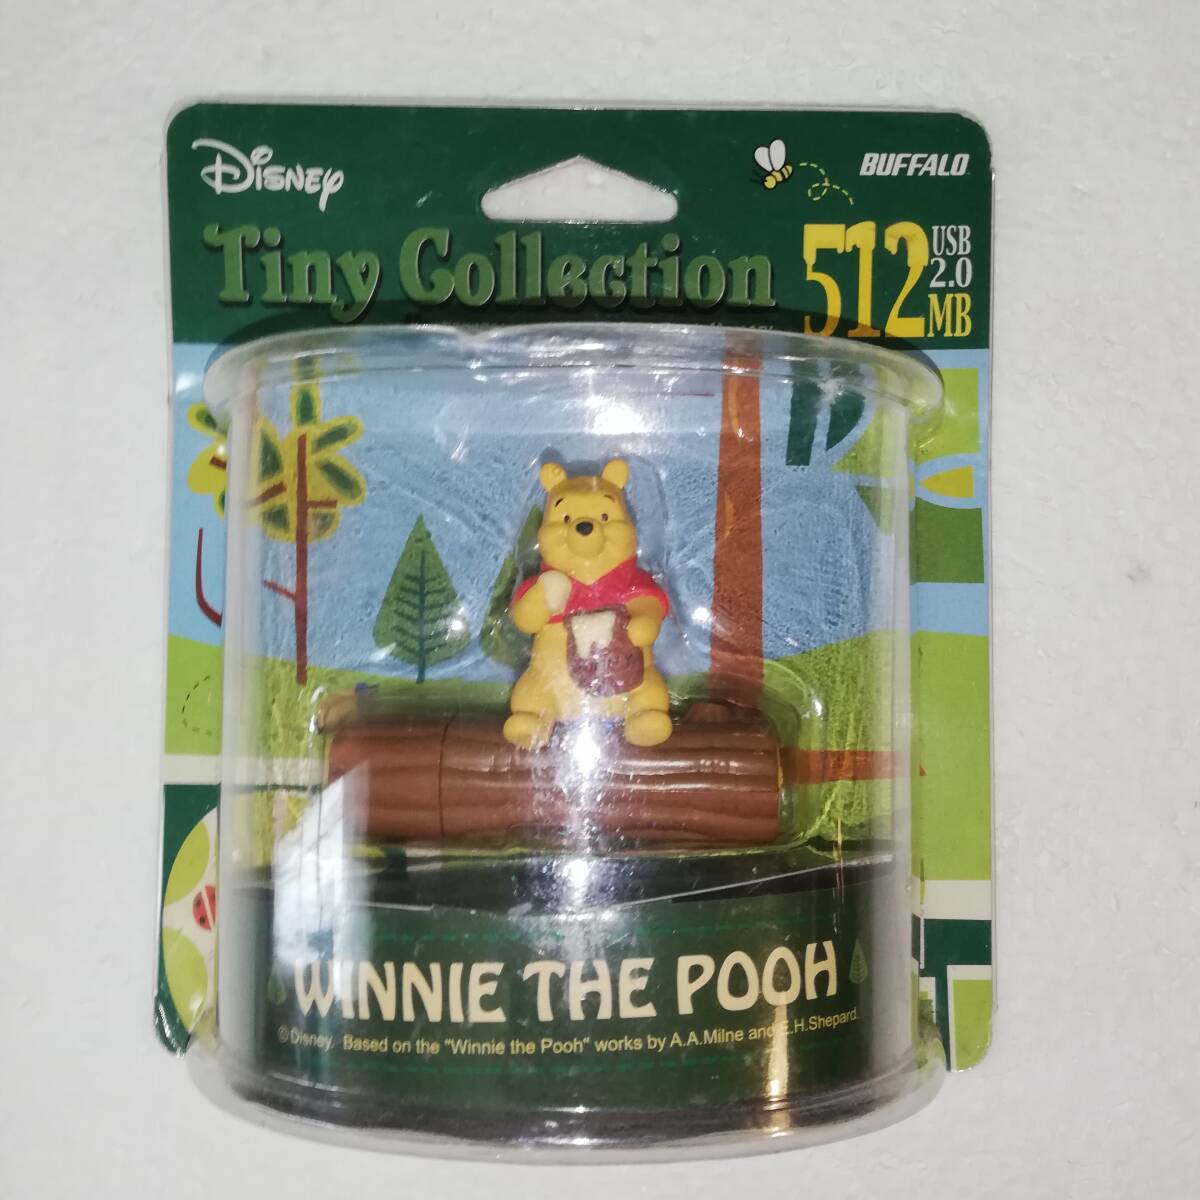 Disney
BUFFALO
Tiny Collection
512
USB
2.0
MB
WINNIE THE POOH
©Disney. Based on the "Winnie the Pooh" works by A.A.Milne and E.H.Shepard.